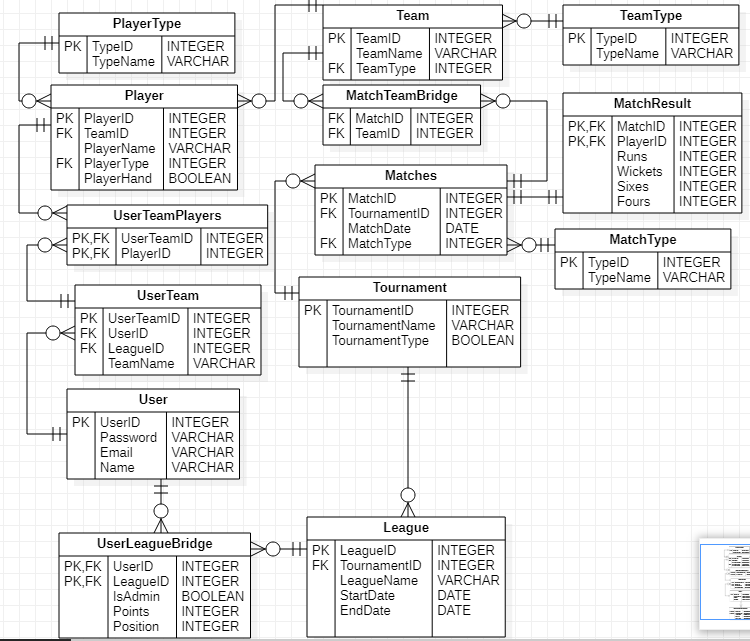 PlayerType
PK TypeID INTEGER
TypeName VARCHAR
Team
PK TeamID INTEGER
TeamName VARCHAR
FK TeamType INTEGER
TeamType
PK TypeID INTEGER
TypeName VARCHAR
Player
PK PlayerID INTEGER
FK TeamID INTEGER
PlayerName VARCHAR
FK PlayerType INTEGER
PlayerHand BOOLEAN
MatchTeamBridge
FK MatchID INTEGER
FK TeamID INTEGER
MatchResult
PK,FK MatchID INTEGER
PK,FK PlayerID INTEGER
Runs INTEGER
Wickets INTEGER
Sixes INTEGER
Fours INTEGER
Matches
PK MatchID INTEGER
FK TournamentID INTEGER
MatchDate DATE
FK MatchType INTEGER
UserTeamPlayers
PK,FK UserTeamID INTEGER
PK,FK PlayerID INTEGER
MatchType
PK TypeID INTEGER
TypeName VARCHAR
UserTeam
PK UserTeamID INTEGER
FK UserID INTEGER
FK LeagueID INTEGER
TeamName VARCHAR
Tournament
PK TournamentID INTEGER
TournamentName VARCHAR
TournamentType BOOLEAN
User
PK UserID INTEGER
Password VARCHAR
Email VARCHAR
Name VARCHAR
UserLeagueBridge
PK,FK UserID INTEGER
PK,FK LeagueID INTEGER
IsAdmin BOOLEAN
Points INTEGER
Position INTEGER
League
PK LeagueID INTEGER
FK TournamentID INTEGER
LeagueName VARCHAR
StartDate DATE
EndDate DATE